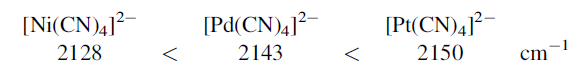 [Ni(CN)₄]²⁻ [Pd(CN)₄]²⁻ [Pt(CN)₄]²⁻
2128 < 2143 < 2150 cm⁻¹